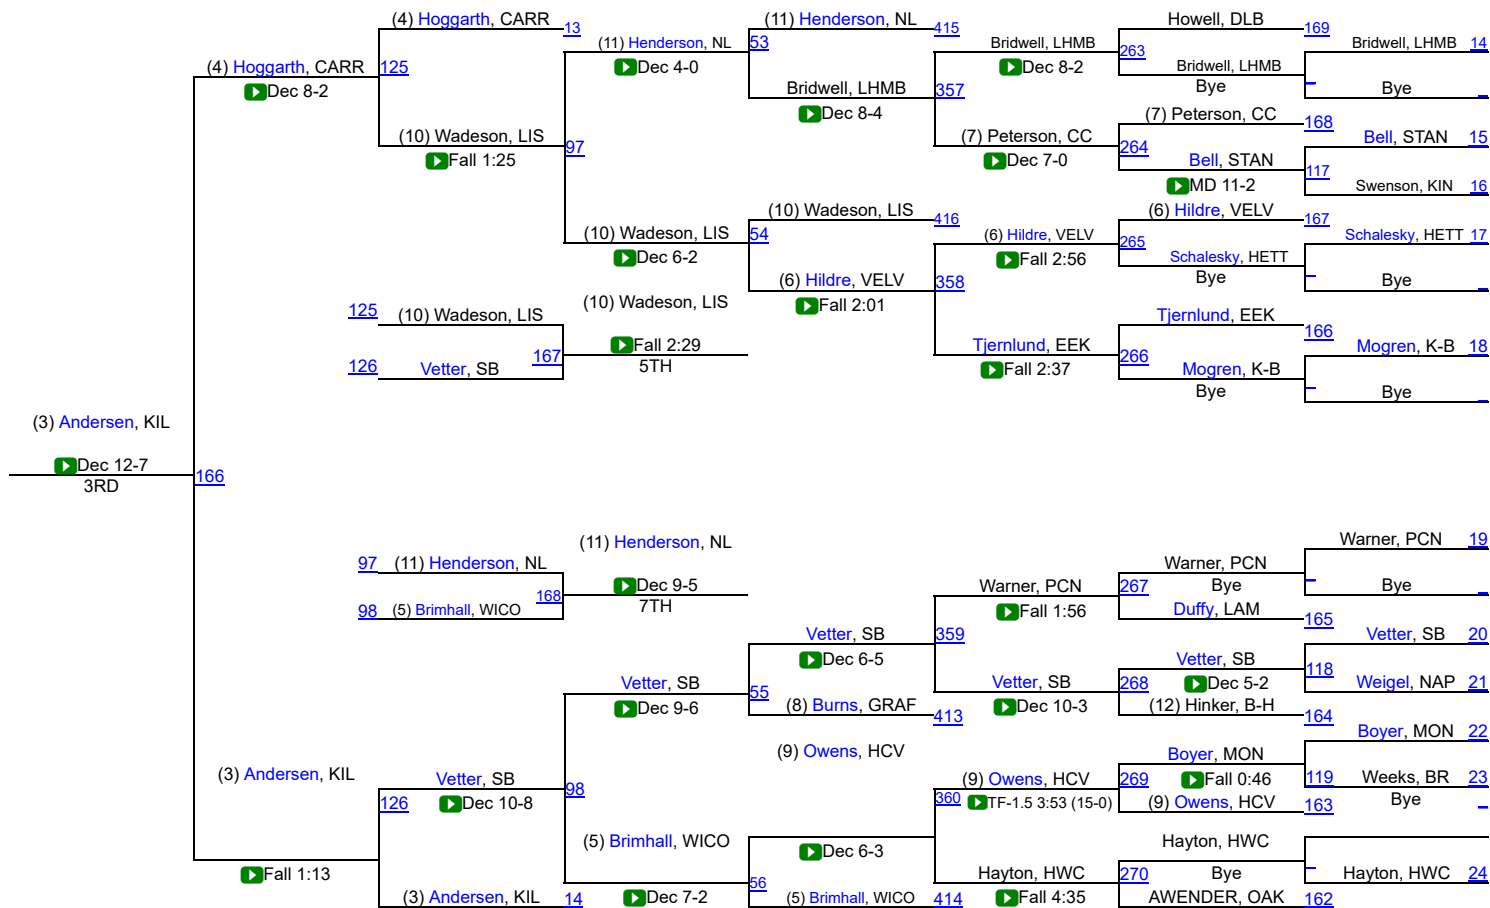 (4) Hoggarth, CARR 13
(11) Henderson, NL 415
Howell, DLB 169
(11) Henderson, NL 53
Bridwell, LHMB 263
Bridwell, LHMB 14
(4) Hoggarth, CARR 125
Dec 4-0
Dec 8-2
Bridwell, LHMB
Dec 8-2
Bridwell, LHMB 357
Bye
Bye
Dec 8-4
(7) Peterson, CC 168
(10) Wadeson, LIS 97
(7) Peterson, CC 264
Bell, STAN 15
Fall 1:25
Dec 7-0
Bell, STAN 117
MD 11-2
Swenson, KIN 16
(10) Wadeson, LIS 416
(6) Hildre, VELV 167
(10) Wadeson, LIS 54
(6) Hildre, VELV 265
Schalesky, HETT 17
Dec 6-2
Fall 2:56
Schalesky, HETT
(6) Hildre, VELV 358
Bye
Bye
(10) Wadeson, LIS
Fall 2:01
125 (10) Wadeson, LIS
Tjernlund, EEK 166
Fall 2:29
Tjernlund, EEK 266
Mogren, K-B 18
126 Vetter, SB 167
5TH
Fall 2:37
Mogren, K-B
Bye
Bye
(3) Andersen, KIL
Dec 12-7
3RD
166
(11) Henderson, NL
Warner, PCN 19
97 (11) Henderson, NL
Warner, PCN
Dec 9-5
Warner, PCN 267
Bye
Bye
98 (5) Brimhall, WICO 168
7TH
Fall 1:56
Duffy, LAM 165
Vetter, SB 359
Vetter, SB 20
Dec 6-5
Vetter, SB 118
Vetter, SB 55
Vetter, SB 268
Dec 5-2
Weigel, NAP 21
Dec 9-6
(8) Burns, GRAF 413
Dec 10-3
(12) Hinker, B-H 164
(9) Owens, HCV
Boyer, MON 22
(3) Andersen, KIL
Vetter, SB 98
(9) Owens, HCV 269
Boyer, MON
Fall 0:46
119 Weeks, BR 23
126
Dec 10-8
360 TF-1.5 3:53 (15-0)
(9) Owens, HCV 163
Bye
(5) Brimhall, WICO
Dec 6-3
Hayton, HWC
Fall 1:13
Hayton, HWC 270
Bye
Hayton, HWC 24
(3) Andersen, KIL 14
Dec 7-2
56 (5) Brimhall, WICO 414
Fall 4:35
AWENDER, OAK 162